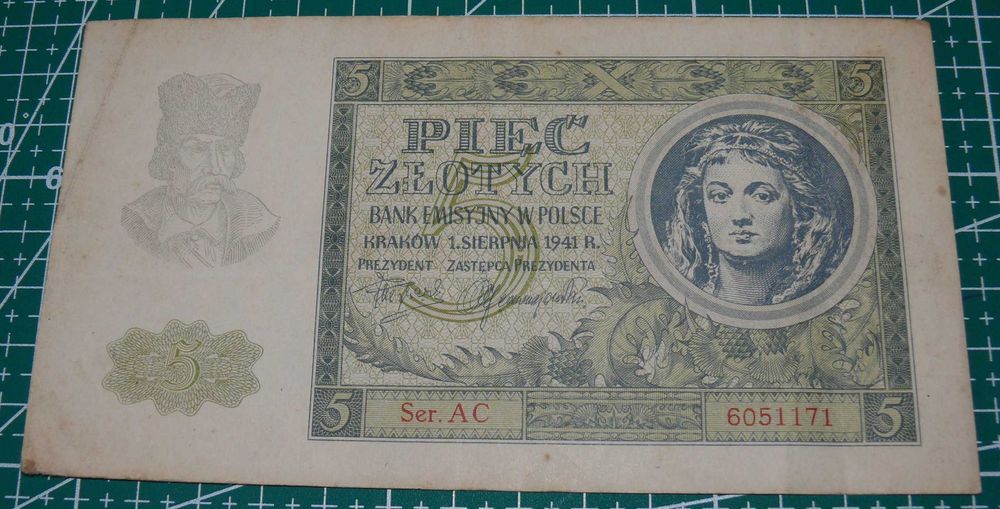 5 5
PIĘĆ
ZŁOTYCH
5
BANK EMISYJNY W POLSCE
KRAKÓW 1. SIERPNIA 1941 R.
PREZYDENT ZASTĘPCA PREZYDENTA
5
5 Ser. AC 6051171 5